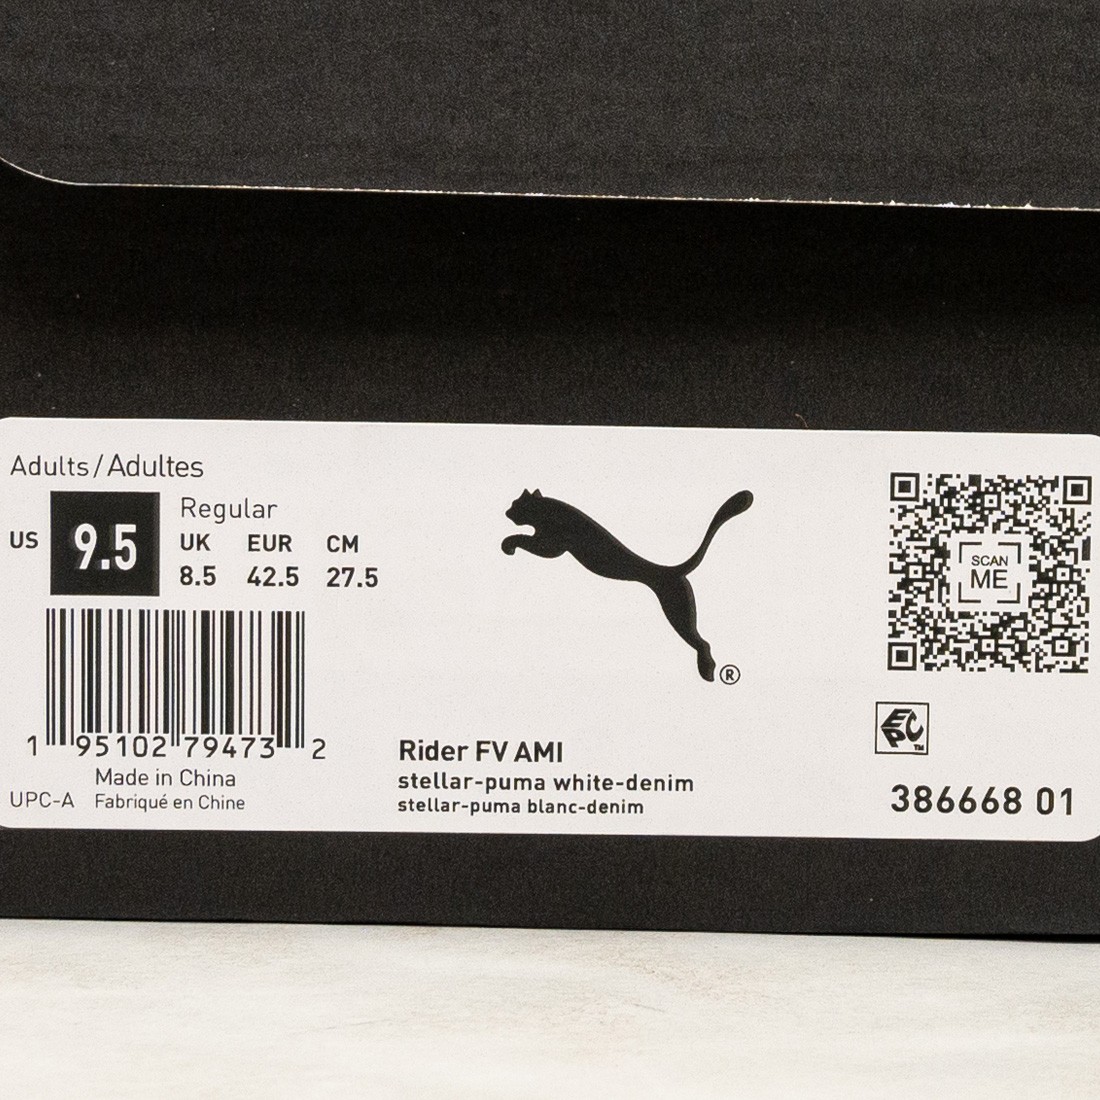 Adults/Adultes
US 9.5
Regular
UK EUR CM
8.5 42.5 27.5
1 95102 79473 2
Made in China
UPC-A Fabriqué en Chine
®
Rider FV AMI
stellar-puma white-denim
stellar-puma blanc-denim
SCAN
ME
EPC™
386668 01